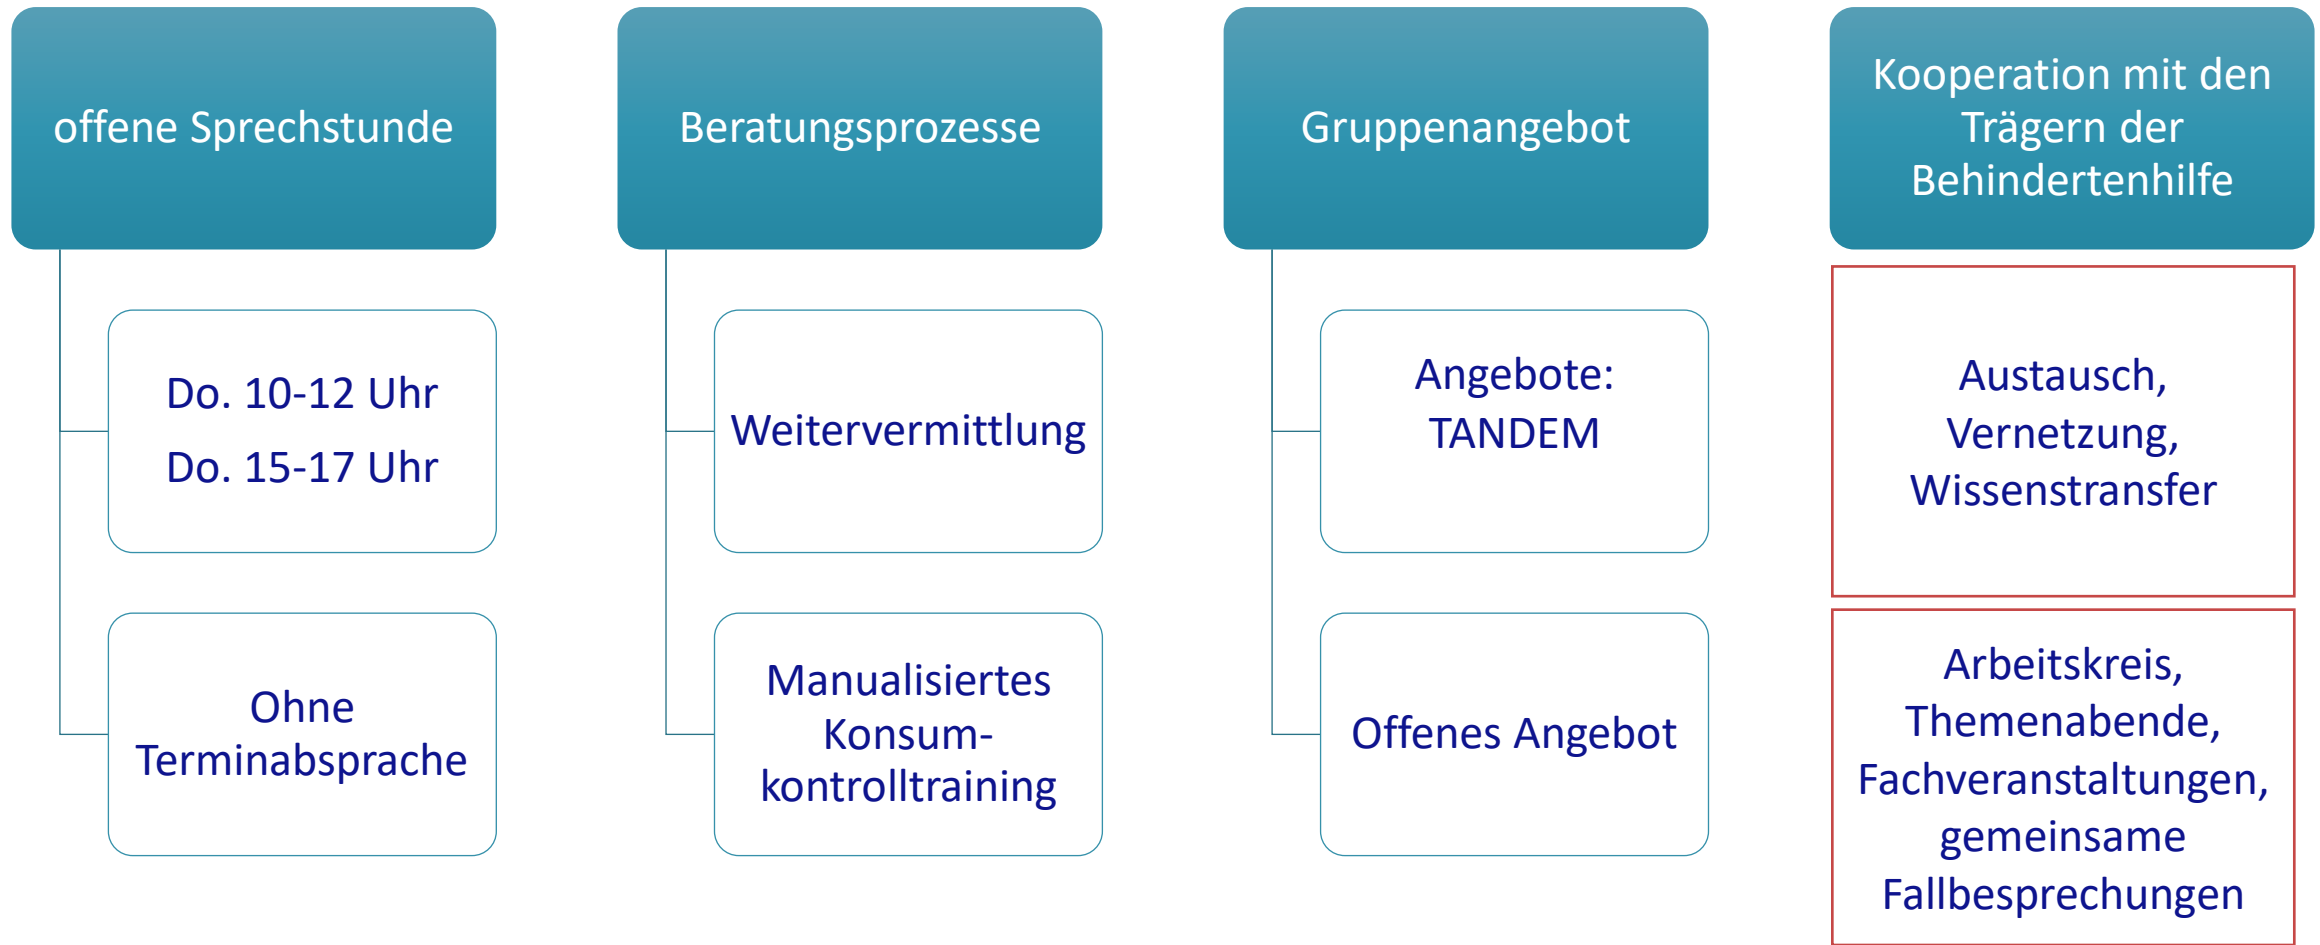 offene Sprechstunde
Do. 10-12 Uhr
Do. 15-17 Uhr
Ohne
Terminabsprache
Beratungsprozesse
Weitervermittlung
Manualisiertes
Konsum-
kontrolltraining
Gruppenangebot
Angebote:
TANDEM
Offenes Angebot
Kooperation mit den
Trägern der
Behindertenhilfe
Austausch,
Vernetzung,
Wissenstransfer
Arbeitskreis,
Themenabende,
Fachveranstaltungen,
gemeinsame
Fallbesprechungen